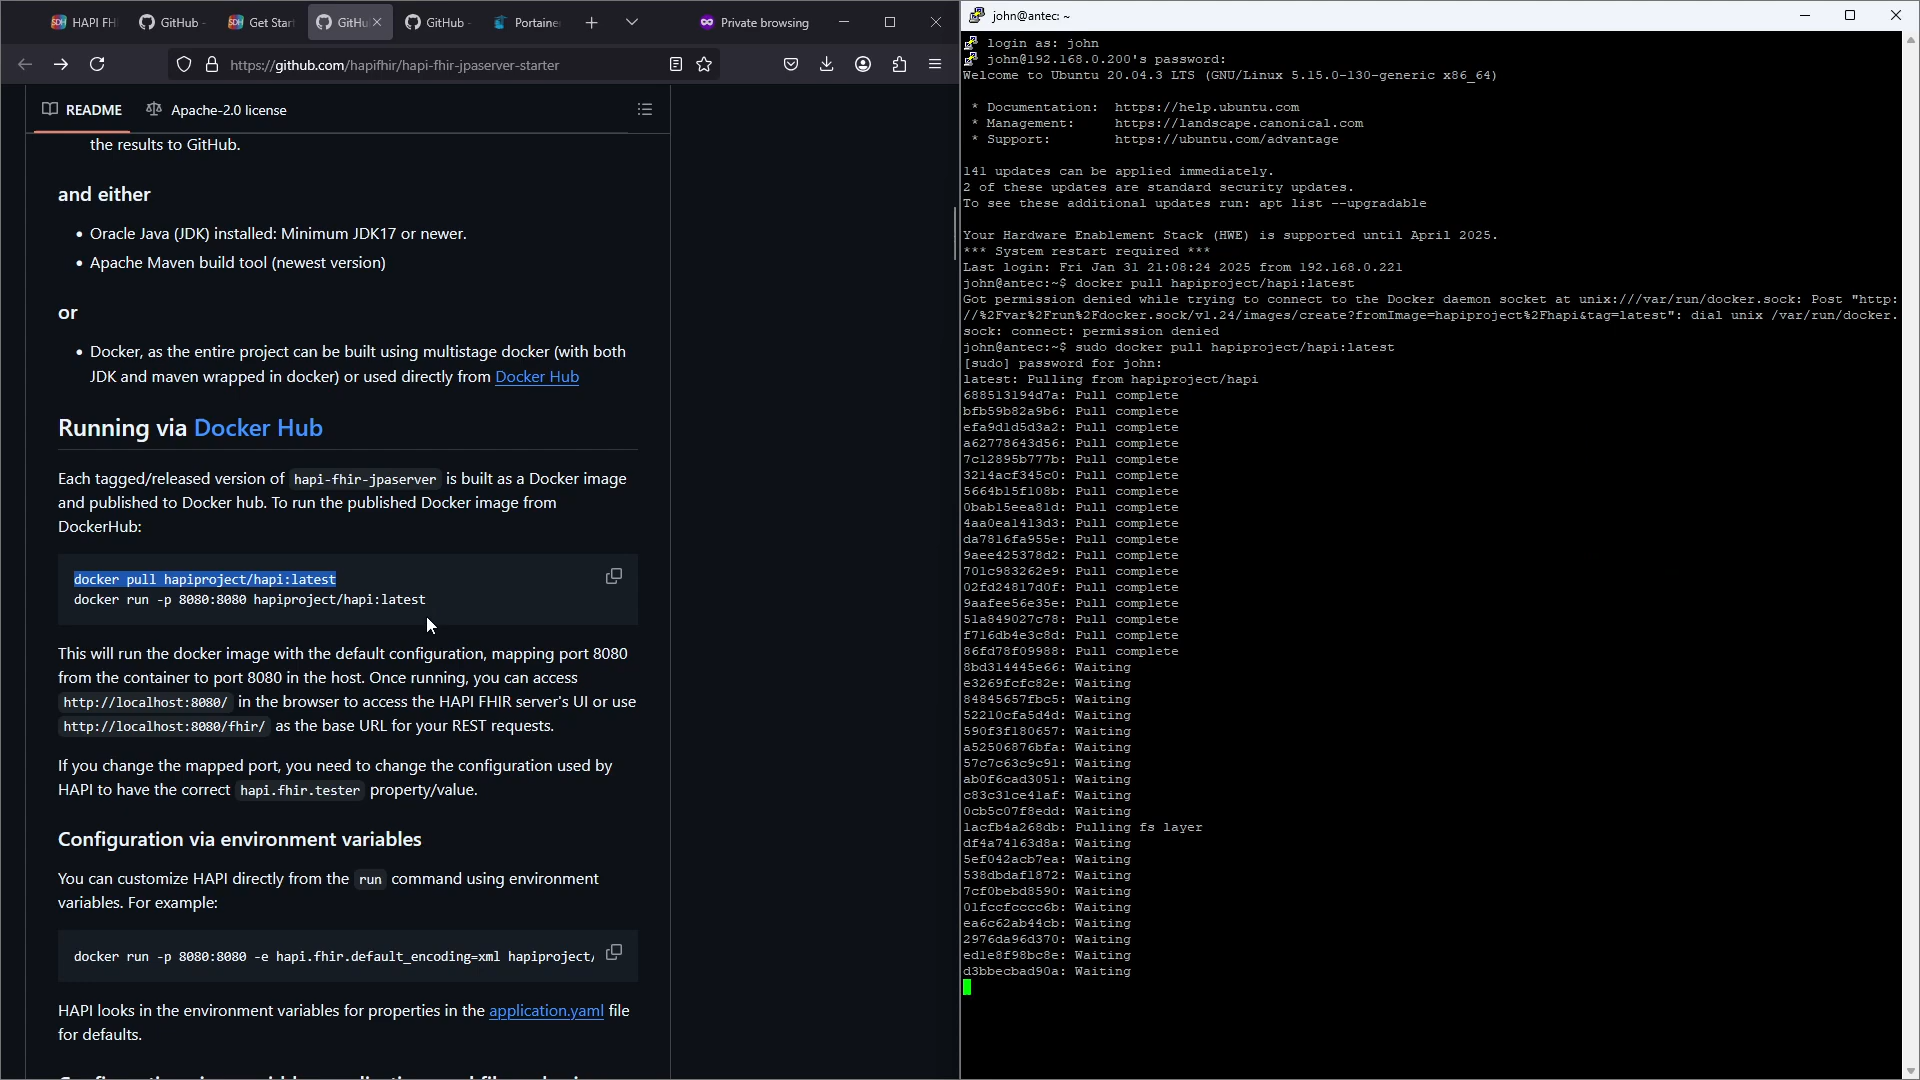 HAPI FH
GitHub
Get Star
GitHu
GitHub
Portaine
Private browsing
https://github.com/hapifhir/hapi-fhir-jpaserver-starter
README
Apache-2.0 license
the results to GitHub.
and either
• Oracle Java (JDK) installed: Minimum JDK17 or newer.
• Apache Maven build tool (newest version)
or
• Docker, as the entire project can be built using multistage docker (with both
JDK and maven wrapped in docker) or used directly from Docker Hub
Running via Docker Hub
Each tagged/released version of hapi-fhir-jpaserver is built as a Docker image
and published to Docker hub. To run the published Docker image from
DockerHub:
docker pull hapiproject/hapi:latest
docker run -p 8080:8080 hapiproject/hapi:latest
This will run the docker image with the default configuration, mapping port 8080
from the container to port 8080 in the host. Once running, you can access
http://localhost:8080/ in the browser to access the HAPI FHIR server's UI or use
http://localhost:8080/fhir/ as the base URL for your REST requests.
If you change the mapped port, you need to change the configuration used by
HAPI to have the correct hapi.fhir.tester property/value.
Configuration via environment variables
You can customize HAPI directly from the run command using environment
variables. For example:
docker run -p 8080:8080 -e hapi.fhir.default_encoding=xml hapiproject/
HAPI looks in the environment variables for properties in the application.yaml file
for defaults.
john@antec: ~
login as: john
john@192.168.0.200's password:
Welcome to Ubuntu 20.04.3 LTS (GNU/Linux 5.15.0-130-generic x86_64)
* Documentation: https://help.ubuntu.com
* Management: https://landscape.canonical.com
* Support: https://ubuntu.com/advantage
141 updates can be applied immediately.
2 of these updates are standard security updates.
To see these additional updates run: apt list --upgradable
Your Hardware Enablement Stack (HWE) is supported until April 2025.
*** System restart required ***
Last login: Fri Jan 31 21:08:24 2025 from 192.168.0.221
john@antec:~$ docker pull hapiproject/hapi:latest
Got permission denied while trying to connect to the Docker daemon socket at unix:///var/run/docker.sock: Post "http:
//%2Fvar%2Frun%2Fdocker.sock/v1.24/images/create?fromImage=hapiproject%2Fhapi&tag=latest": dial unix /var/run/docker.
sock: connect: permission denied
john@antec:~$ sudo docker pull hapiproject/hapi:latest
[sudo] password for john:
latest: Pulling from hapiproject/hapi
688513194d7a: Pull complete
bfb59b82a9b6: Pull complete
efa9d1d5d3a2: Pull complete
a62778643d56: Pull complete
7c12895b777b: Pull complete
3214acf345c0: Pull complete
5664b15f108b: Pull complete
0bab15eea81d: Pull complete
4aa0ea1413d3: Pull complete
da7816fa955e: Pull complete
9aee425378d2: Pull complete
701c983262e9: Pull complete
02fd24817d0f: Pull complete
9aafee56e35e: Pull complete
51a849027c78: Pull complete
f716db4e3c8d: Pull complete
86fd78f09988: Pull complete
8bd314445e66: Waiting
e3269fcfc82e: Waiting
84845657fbc5: Waiting
52210cfa5d4d: Waiting
590f3f180657: Waiting
a52506876bfa: Waiting
57c7c63c9c91: Waiting
ab0f6cad3051: Waiting
c83c31ce41af: Waiting
0cb5c07f8edd: Waiting
1acfb4a268db: Pulling fs layer
df4a74163d8a: Waiting
5ef042acb7ea: Waiting
538dbdaf1872: Waiting
7cf0bebd8590: Waiting
01fccfcccc6b: Waiting
ea6c62ab44cb: Waiting
2976da96d370: Waiting
ed1e8f98bc8e: Waiting
d3bbecbad90a: Waiting